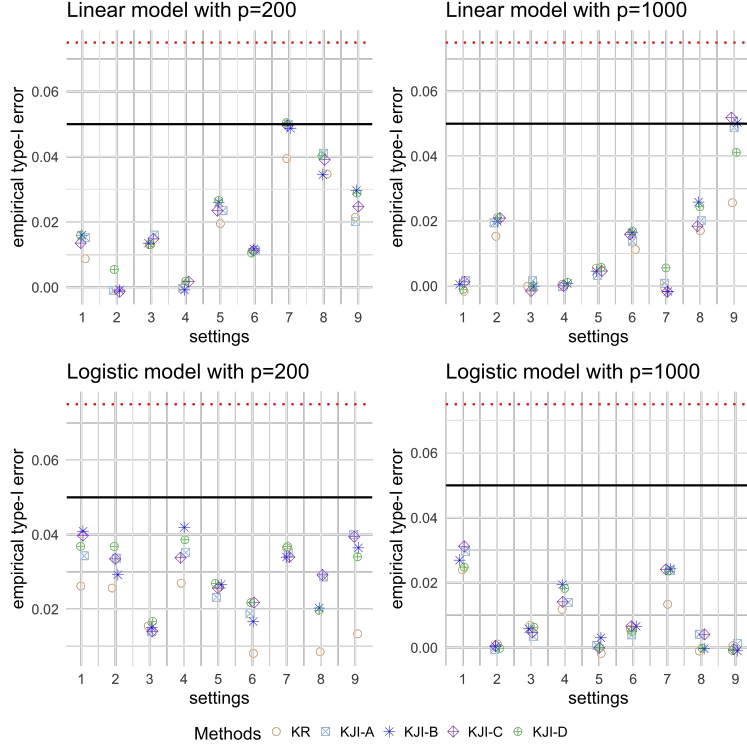 Linear model with p=200
empirical type-I error
0.06
0.04
0.02
0.00
1 2 3 4 5 6 7 8 9
settings
Linear model with p=1000
empirical type-I error
0.06
0.04
0.02
0.00
1 2 3 4 5 6 7 8 9
settings
Logistic model with p=200
empirical type-I error
0.06
0.04
0.02
1 2 3 4 5 6 7 8 9
settings
Logistic model with p=1000
empirical type-I error
0.06
0.04
0.02
0.00
1 2 3 4 5 6 7 8 9
settings
Methods KR KJI-A KJI-B KJI-C KJI-D